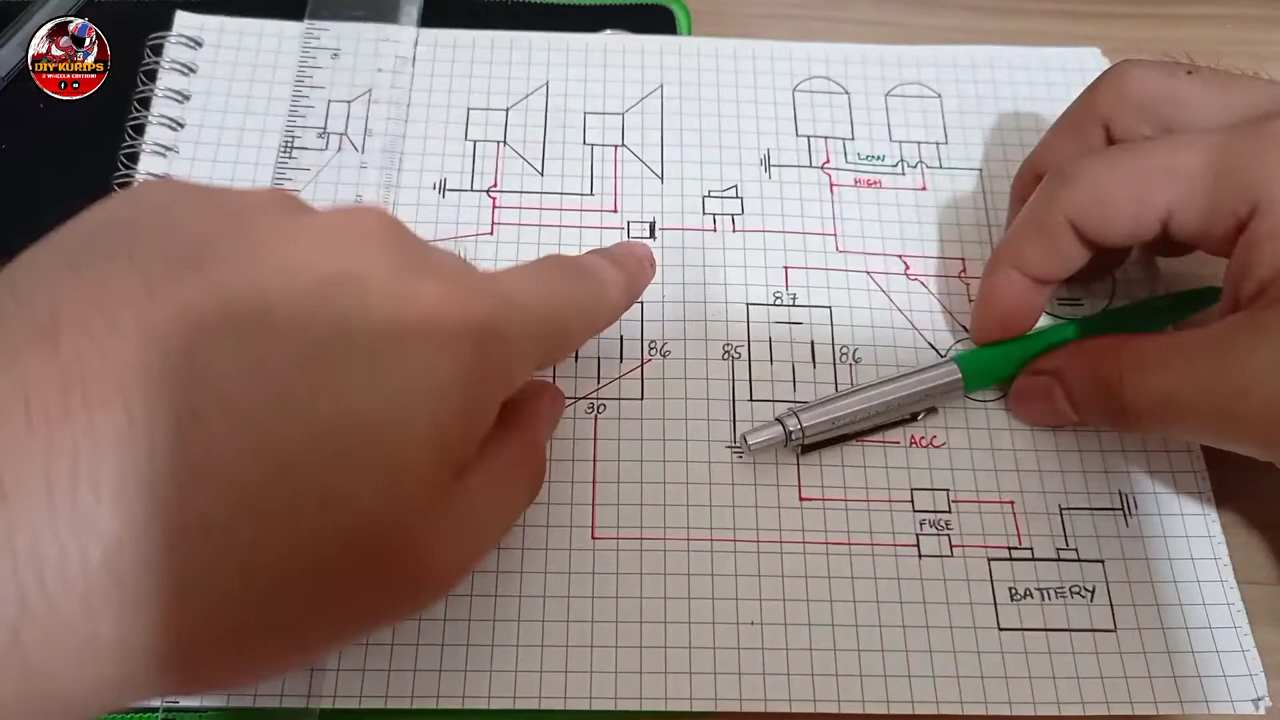 DIY KURIPS
2 WHEELS EDITION!
LOW
HIGH
87
86
85
86
30
ACC
FUSE
BATTERY